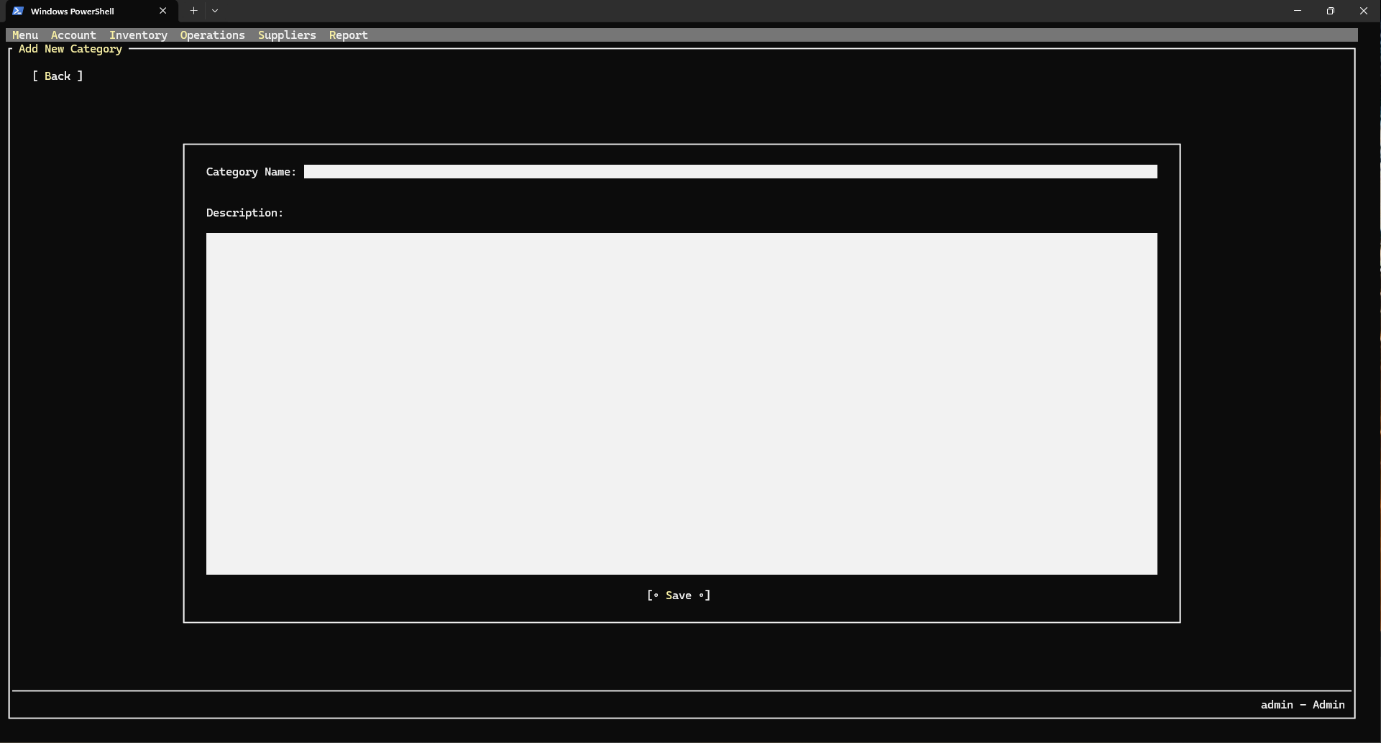 Windows PowerShell
Menu Account Inventory Operations Suppliers Report
Add New Category
[ Back ]
Category Name:
Description:
[∘ Save ∘]
admin - Admin